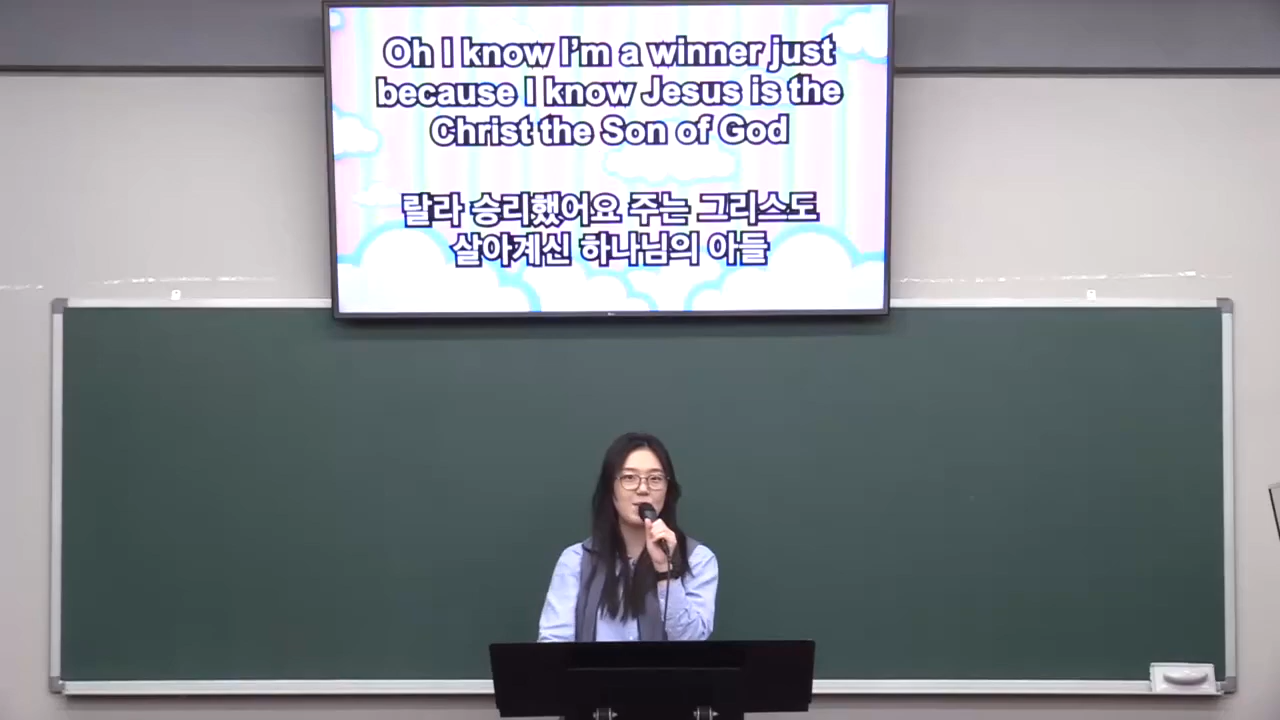 Oh I know I'm a winner just
because I know Jesus is the
Christ the Son of God
랄라 승리했어요 주는 그리스도
살아계신 하나님의 아들